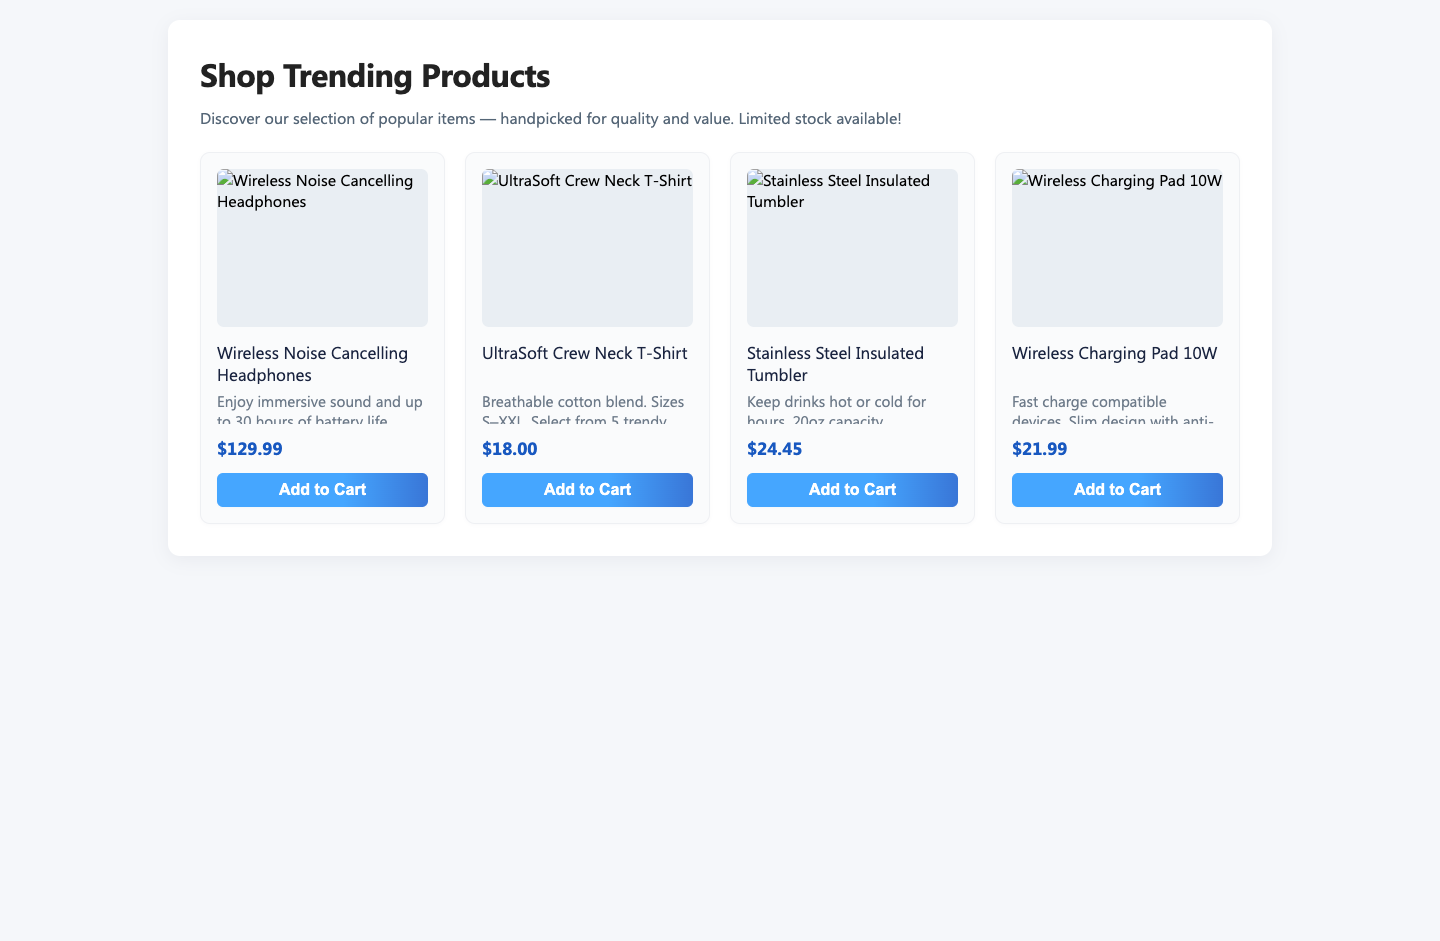 Shop Trending Products
Discover our selection of popular items — handpicked for quality and value. Limited stock available!
Wireless Noise Cancelling
Headphones
Wireless Noise Cancelling
Headphones
Enjoy immersive sound and up
to 30 hours of battery life.
$129.99
Add to Cart
UltraSoft Crew Neck T-Shirt
UltraSoft Crew Neck T-Shirt
Breathable cotton blend. Sizes
S–XXL. Select from 5 trendy
$18.00
Add to Cart
Stainless Steel Insulated
Tumbler
Stainless Steel Insulated
Tumbler
Keep drinks hot or cold for
hours. 20oz capacity.
$24.45
Add to Cart
Wireless Charging Pad 10W
Wireless Charging Pad 10W
Fast charge compatible
devices. Slim design with anti-
$21.99
Add to Cart